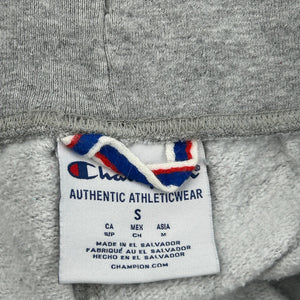 Champion
AUTHENTIC ATHLETICWEAR
S
CA MEX ASIA
S/P CH M
MADE IN EL SALVADOR
FABRIQUÉ AU EL SALVADOR
HECHO EN EL SALVADOR
CHAMPION.COM